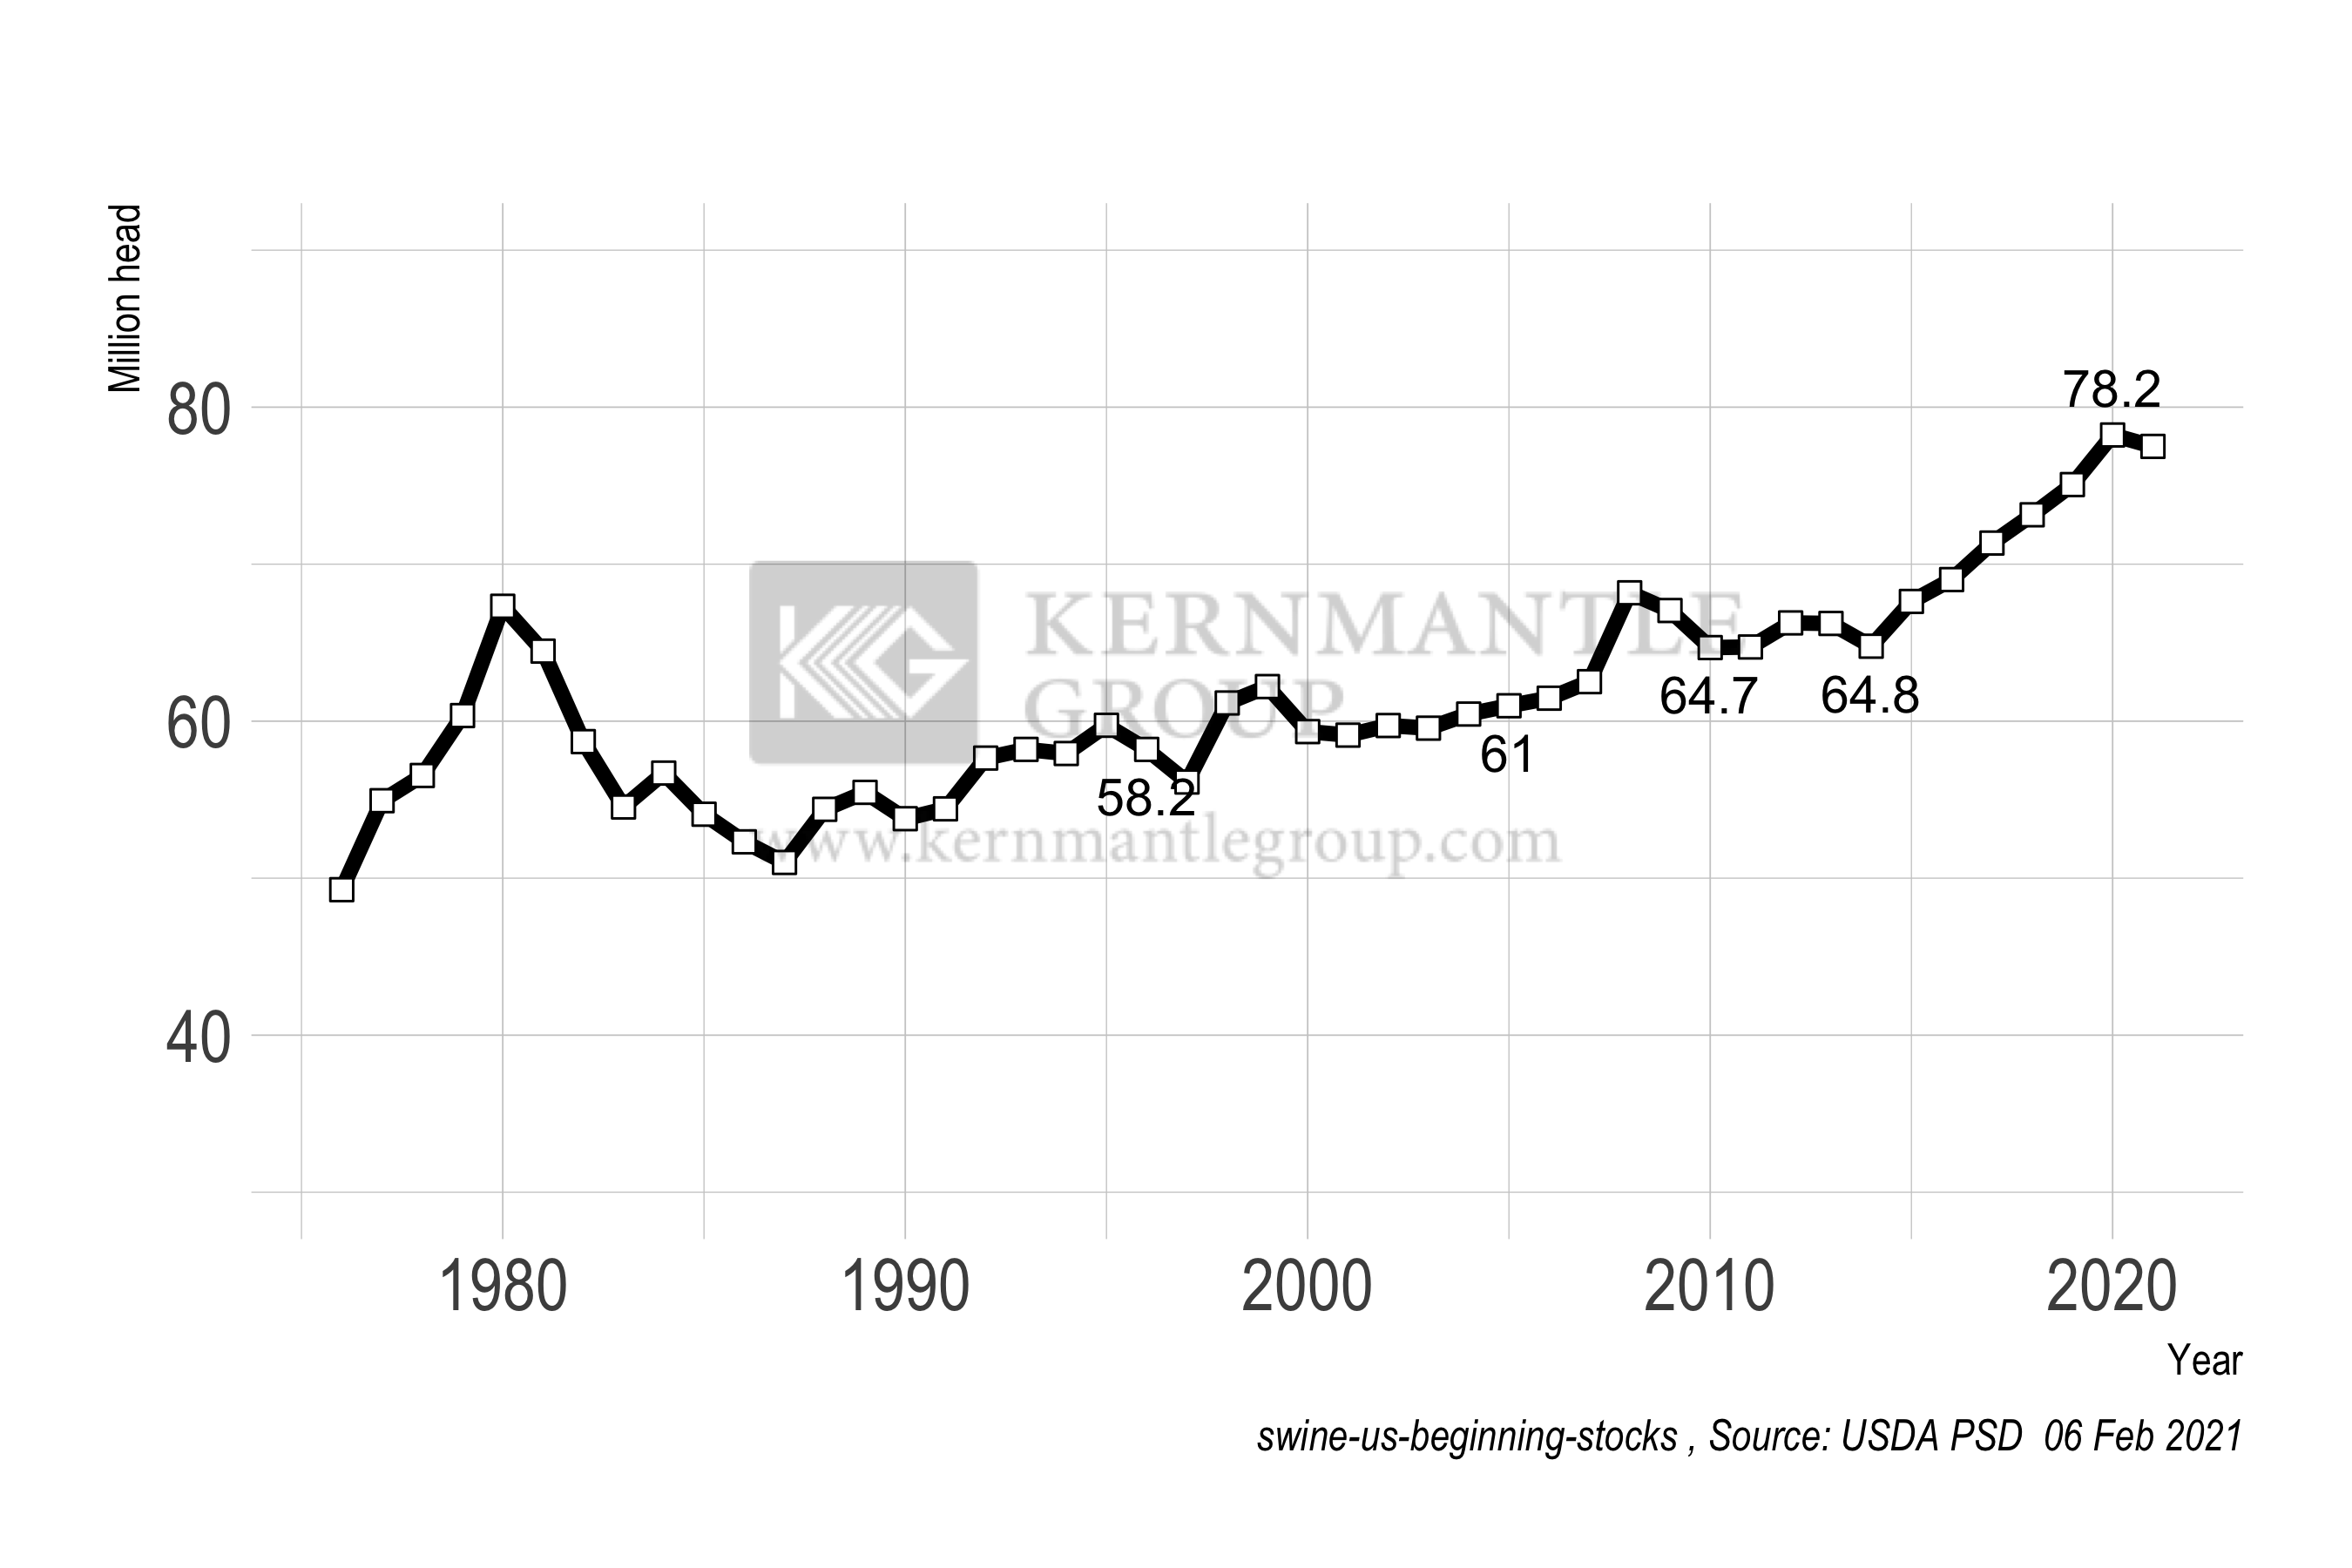 Million head
80
60
40
78.2
64.7
64.8
61
58.2
KERNMANTLE
GROUP
www.kernmantlegroup.com
1980 1990 2000 2010 2020
Year
swine-us-beginning-stocks , Source: USDA PSD 06 Feb 2021